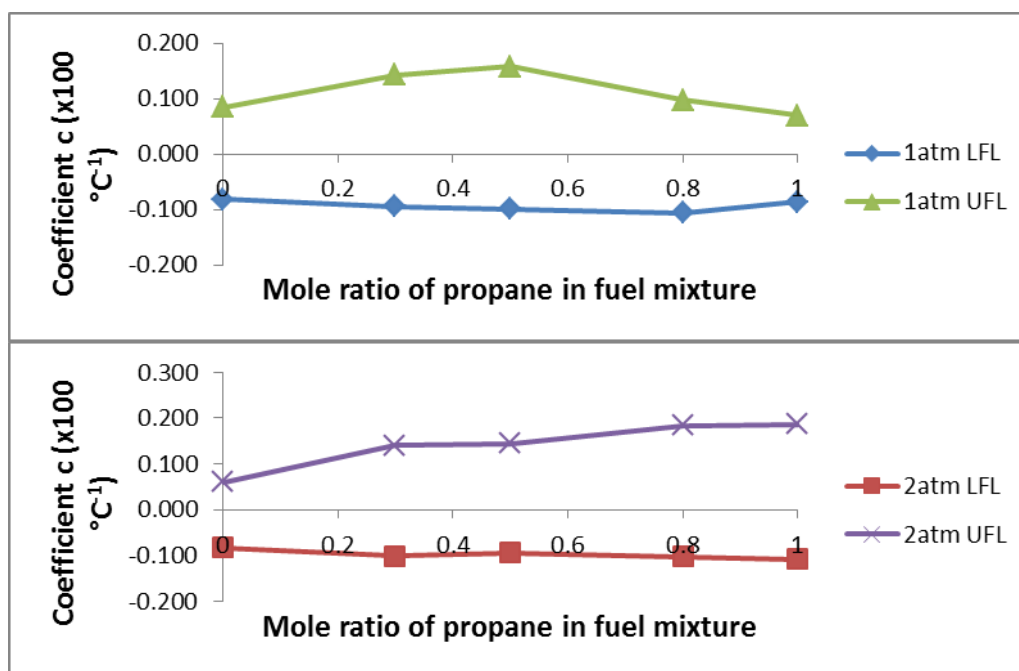 Coefficient c (x100
°C-1)
0.200
0.100
0.000
-0.100
-0.200
0
0.2
0.4
0.6
0.8
1
Mole ratio of propane in fuel mixture
1atm LFL
1atm UFL
Coefficient c (x100
°C-1)
0.300
0.200
0.100
0.000
-0.100
-0.200
0
0.2
0.4
0.6
0.8
1
Mole ratio of propane in fuel mixture
2atm LFL
2atm UFL